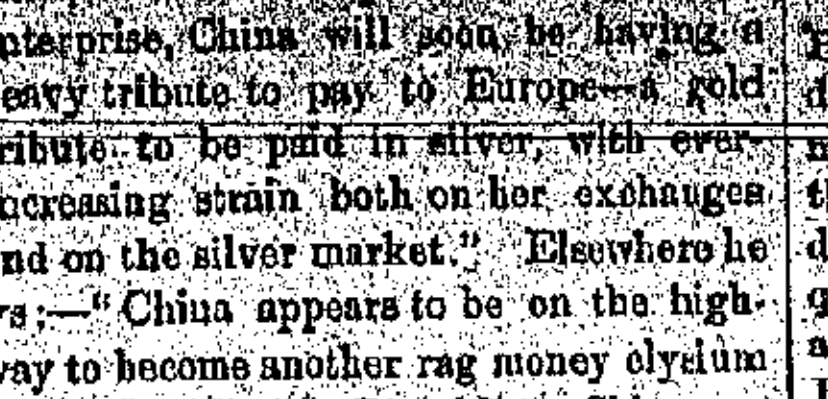 nterprise, China will soon be having a
eavy tribute to pay to Europe—a gold
ribute to be paid in silver, with ever-
ncreasing strain both on her exchanges
nd on the silver market." Elsewhere he
rs :—"China appears to be on the high-
way to become another rag money elysium